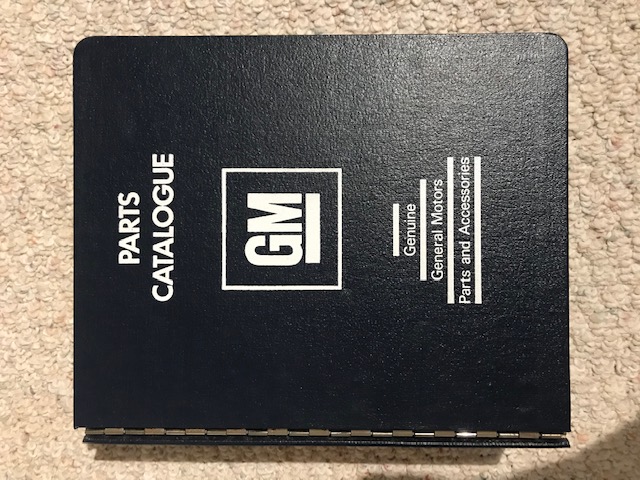 PARTS
CATALOGUE
GM
Genuine
General Motors
Parts and Accessories